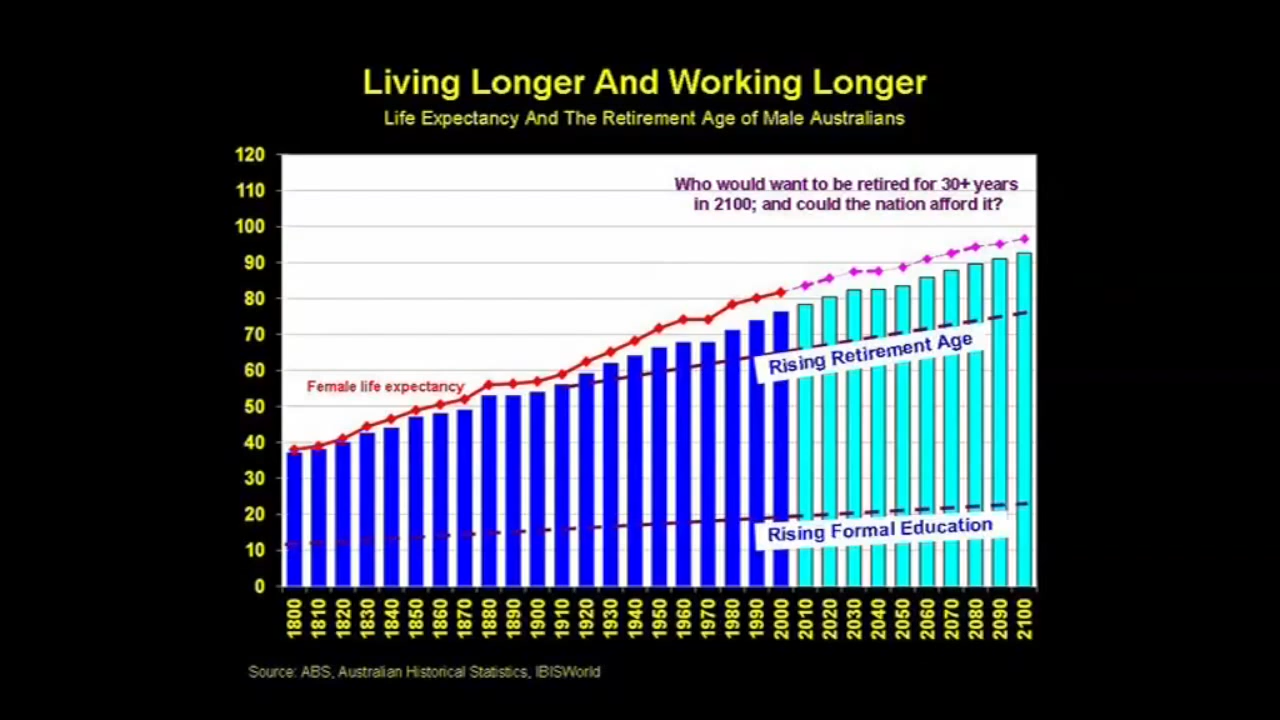 Living Longer And Working Longer
Life Expectancy And The Retirement Age of Male Australians
120
110
100
90
80
70
60
50
40
30
20
10
0
Who would want to be retired for 30+ years
in 2100; and could the nation afford it?
Female life expectancy
Rising Retirement Age
Rising Formal Education
1800 1810 1820 1830 1840 1850 1860 1870 1880 1890 1900 1910 1920 1930 1940 1950 1960 1970 1980 1990 2000 2010 2020 2030 2040 2050 2060 2070 2080 2090 2100
Source: ABS, Australian Historical Statistics, IBISWorld